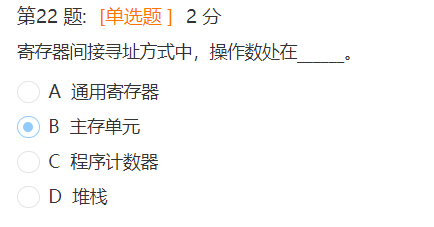 第22 题: [单选题 ] 2 分
寄存器间接寻址方式中，操作数处在______。
A 通用寄存器
B 主存单元
C 程序计数器
D 堆栈